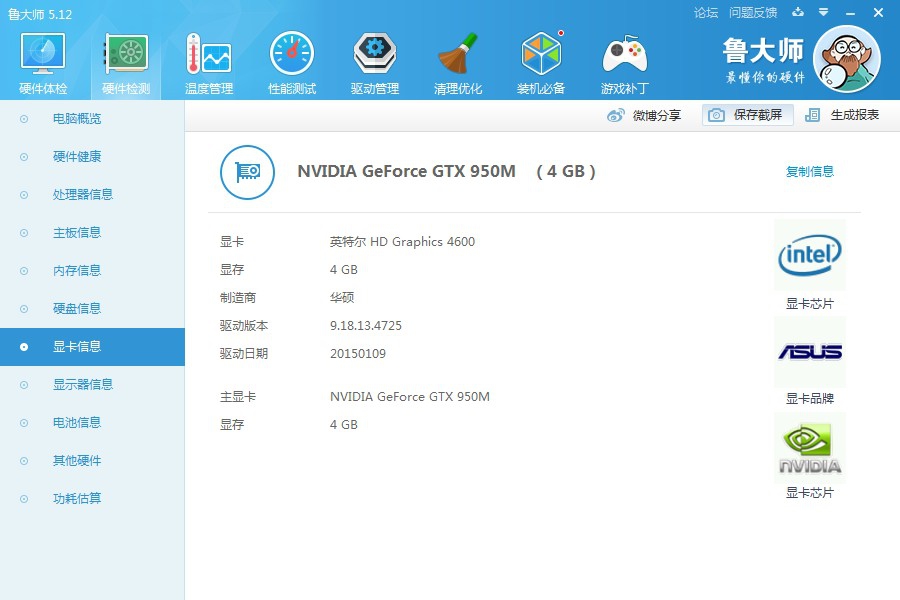 鲁大师 5.12
论坛 问题反馈
硬件体检 硬件检测 温度管理 性能测试 驱动管理 清理优化 装机必备 游戏补丁
鲁大师
最懂你的硬件
微博分享 保存截屏 生成报表
电脑概览
硬件健康
处理器信息
主板信息
内存信息
硬盘信息
显卡信息
显示器信息
电池信息
其他硬件
功耗估算
NVIDIA GeForce GTX 950M ( 4 GB )
复制信息
显卡 英特尔 HD Graphics 4600
显存 4 GB
制造商 华硕
驱动版本 9.18.13.4725
驱动日期 20150109
主显卡 NVIDIA GeForce GTX 950M
显存 4 GB
intel
显卡芯片
ASUS
显卡品牌
NVIDIA
显卡芯片